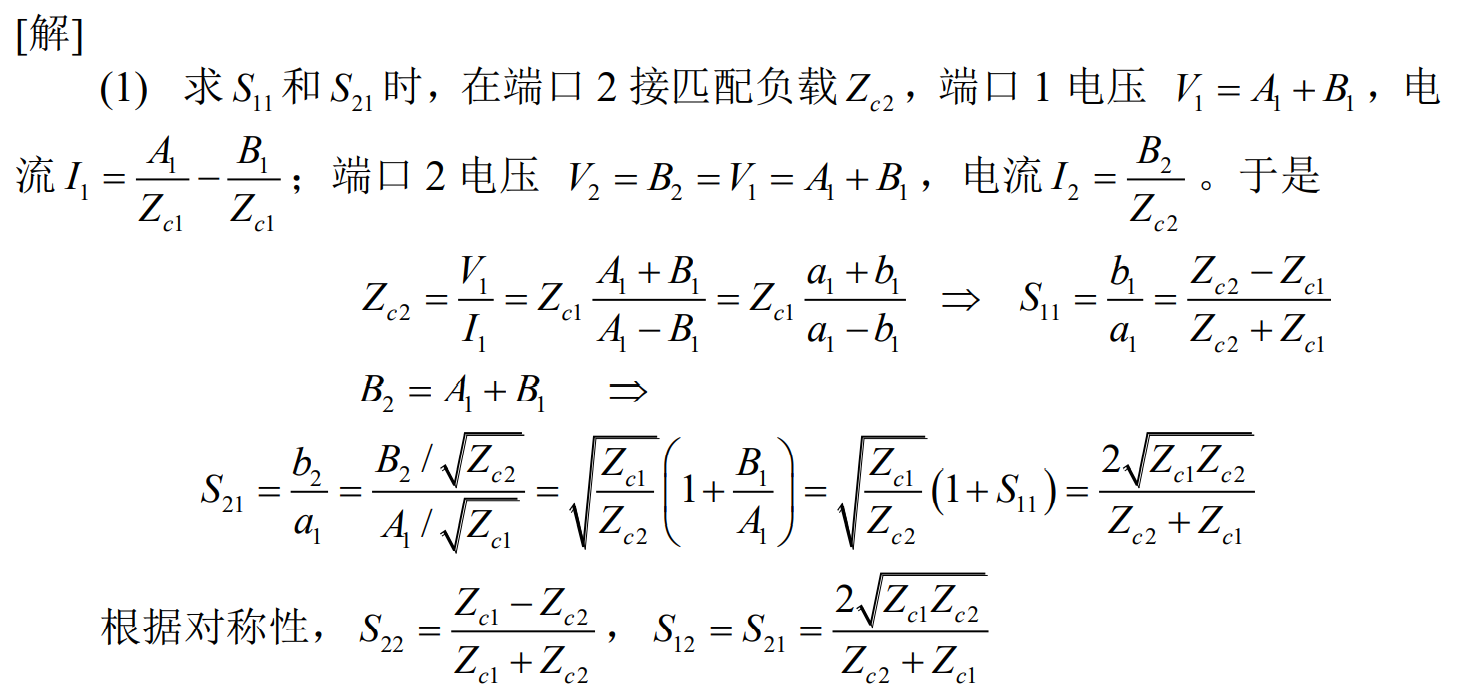 [解]
(1) 求 $S_{11}$ 和 $S_{21}$ 时，在端口 2 接匹配负载 $Z_{c2}$，端口 1 电压 $V_1 = A_1 + B_1$，电
流 $I_1 = \frac{A_1}{Z_{c1}} - \frac{B_1}{Z_{c1}}$；端口 2 电压 $V_2 = B_2 = V_1 = A_1 + B_1$，电流 $I_2 = \frac{B_2}{Z_{c2}}$。于是
$Z_{c2} = \frac{V_1}{I_1} = Z_{c1} \frac{A_1 + B_1}{A_1 - B_1} = Z_{c1} \frac{a_1 + b_1}{a_1 - b_1} \Rightarrow S_{11} = \frac{b_1}{a_1} = \frac{Z_{c2} - Z_{c1}}{Z_{c2} + Z_{c1}}$
$B_2 = A_1 + B_1 \Rightarrow$
$S_{21} = \frac{b_2}{a_1} = \frac{B_2 / \sqrt{Z_{c2}}}{A_1 / \sqrt{Z_{c1}}} = \sqrt{\frac{Z_{c1}}{Z_{c2}}} \left( 1 + \frac{B_1}{A_1} \right) = \sqrt{\frac{Z_{c1}}{Z_{c2}}} (1 + S_{11}) = \frac{2\sqrt{Z_{c1} Z_{c2}}}{Z_{c2} + Z_{c1}}$
根据对称性，$S_{22} = \frac{Z_{c1} - Z_{c2}}{Z_{c1} + Z_{c2}}$，$S_{12} = S_{21} = \frac{2\sqrt{Z_{c1} Z_{c2}}}{Z_{c2} + Z_{c1}}$